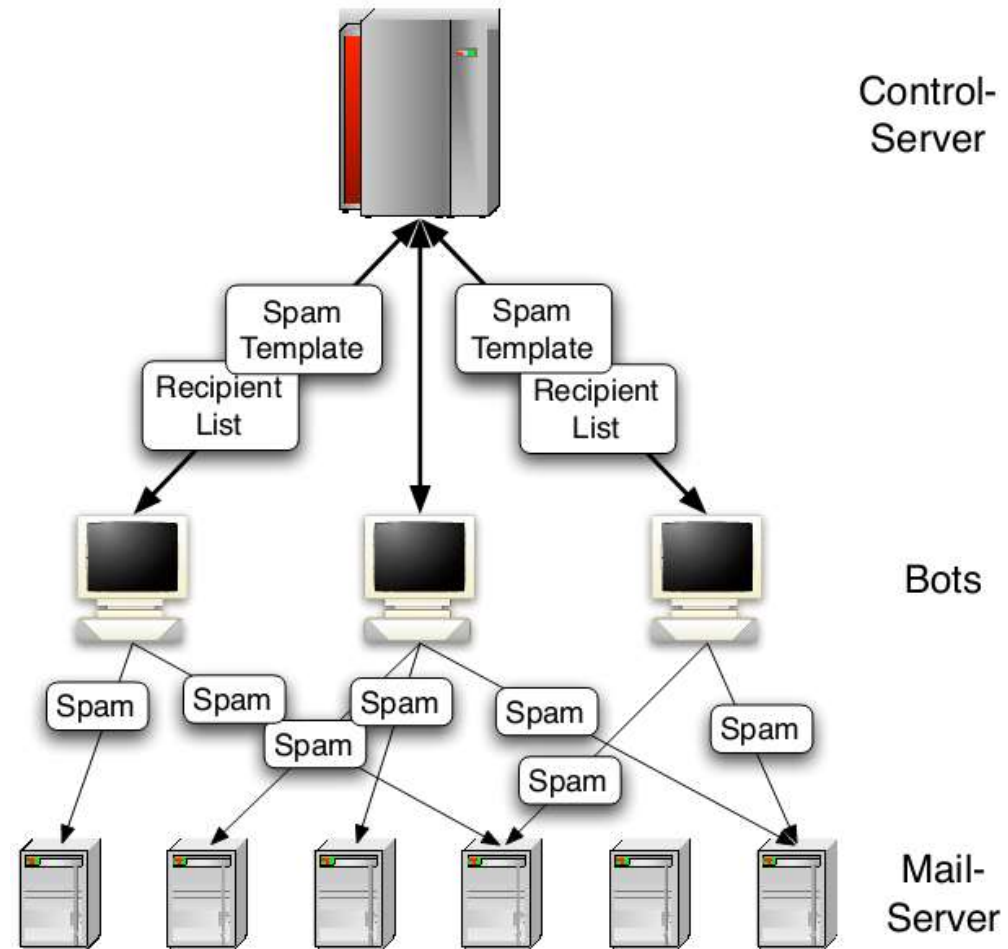 Control-
Server
Spam
Template
Spam
Template
Recipient
List
Recipient
List
Bots
Spam
Spam
Spam
Spam
Spam
Spam
Spam
Mail-
Server